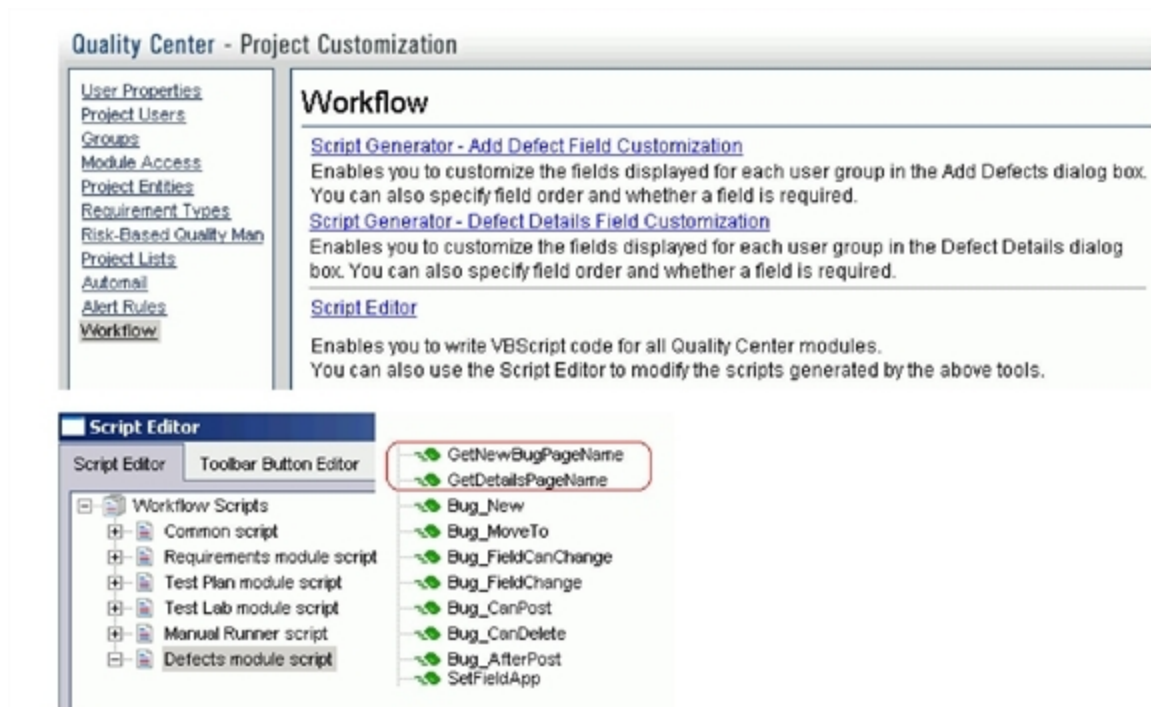 Quality Center - Project Customization
User Properties
Project Users
Groups
Module Access
Project Entities
Requirement Types
Risk-Based Quality Man
Project Lists
Automail
Alert Rules
Workflow
Workflow
Script Generator - Add Defect Field Customization
Enables you to customize the fields displayed for each user group in the Add Defects dialog box.
You can also specify field order and whether a field is required.
Script Generator - Defect Details Field Customization
Enables you to customize the fields displayed for each user group in the Defect Details dialog
box. You can also specify field order and whether a field is required.
Script Editor
Enables you to write VBScript code for all Quality Center modules.
You can also use the Script Editor to modify the scripts generated by the above tools.
Script Editor
Script Editor
Toolbar Button Editor
Workflow Scripts
Common script
Requirements module script
Test Plan module script
Test Lab module script
Manual Runner script
Defects module script
GetNewBugPageName
GetDetailsPageName
Bug_New
Bug_MoveTo
Bug_FieldCanChange
Bug_FieldChange
Bug_CanPost
Bug_CanDelete
Bug_AfterPost
SetFieldApp